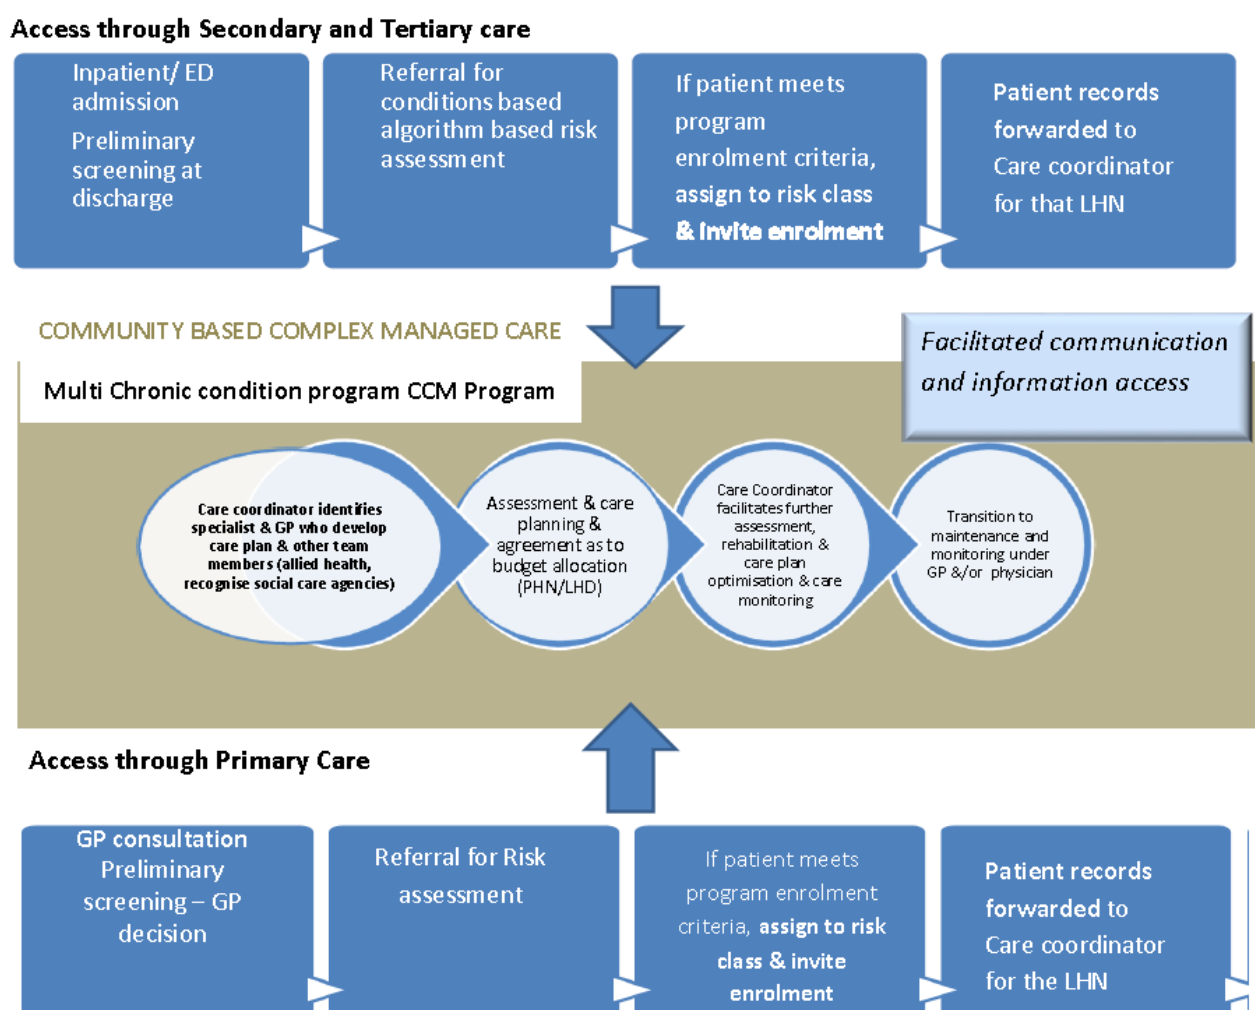 Access through Secondary and Tertiary care
Inpatient/ ED
admission
Preliminary
screening at
discharge
Referral for
conditions based
algorithm based risk
assessment
If patient meets
program
enrolment criteria,
assign to risk class
& invite enrolment
Patient records
forwarded to
Care coordinator
for that LHN
COMMUNITY BASED COMPLEX MANAGED CARE
Facilitated communication
and information access
Multi Chronic condition program CCM Program
Care coordinator identifies
specialist & GP who develop
care plan & other team
members (allied health,
recognise social care agencies)
Assessment & care
planning &
agreement as to
budget allocation
(PHN/LHD)
Care Coordinator
facilitates further
assessment,
rehabilitation &
care plan
optimisation & care
monitoring
Transition to
maintenance and
monitoring under
GP &/or physician
Access through Primary Care
GP consultation
Preliminary
screening – GP
decision
Referral for Risk
assessment
If patient meets
program enrolment
criteria, assign to risk
class & invite
enrolment
Patient records
forwarded to
Care coordinator
for the LHN